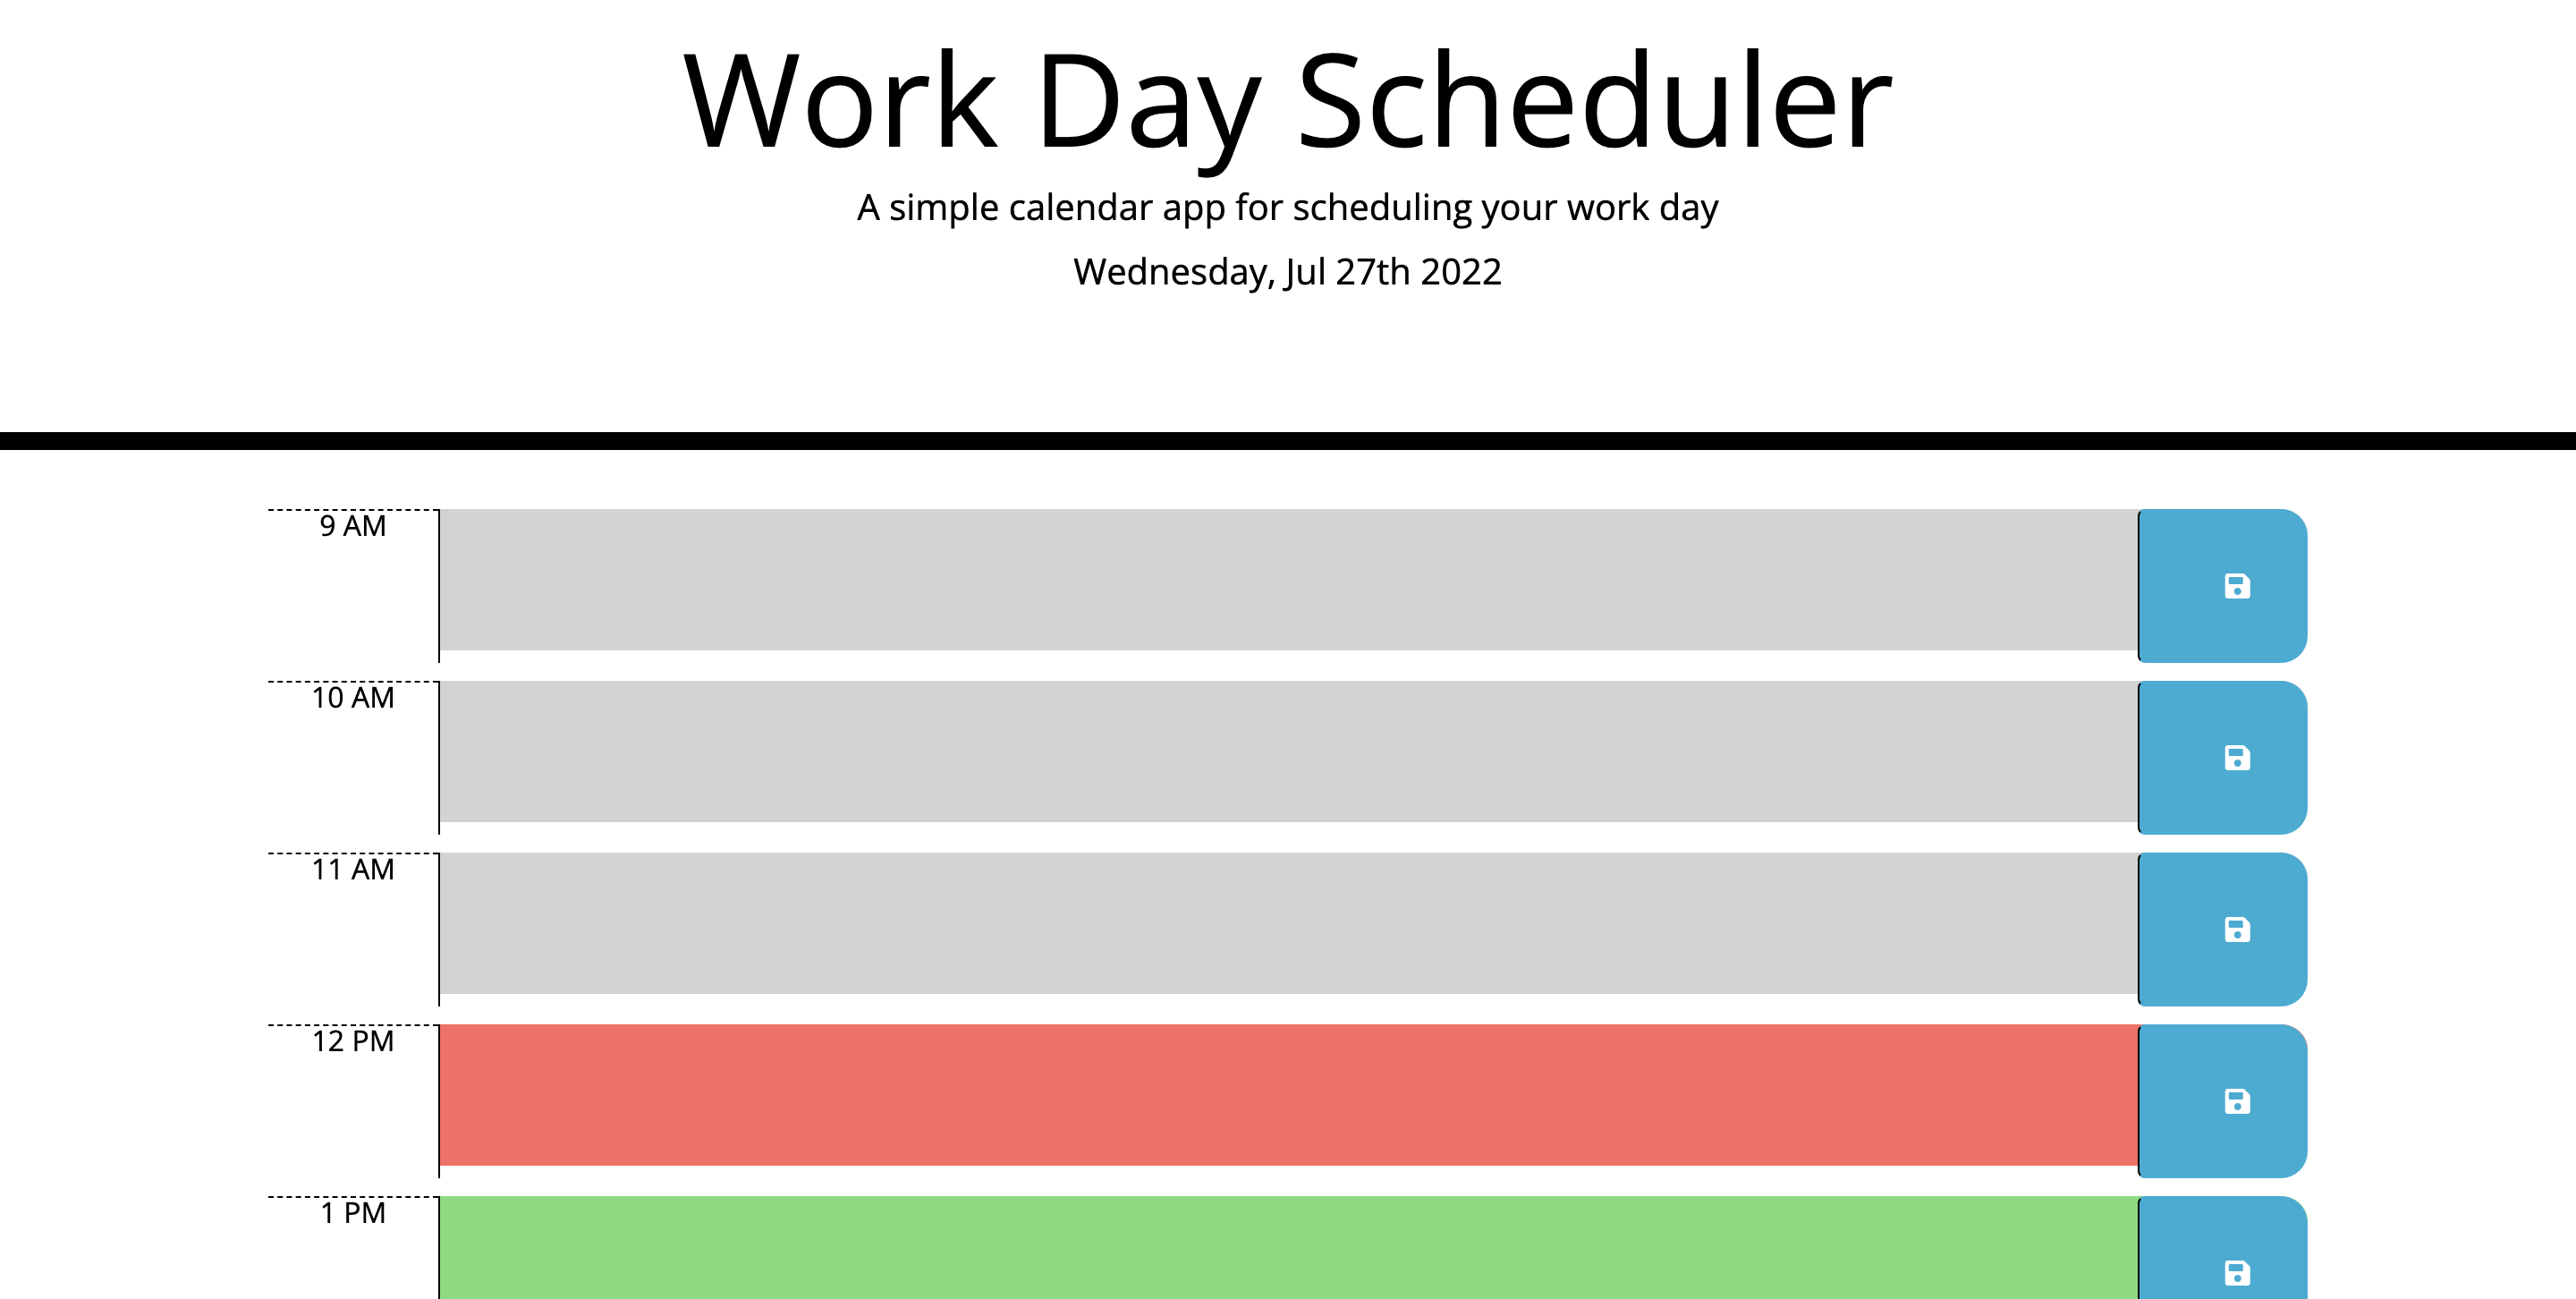 Work Day Scheduler
A simple calendar app for scheduling your work day
Wednesday, Jul 27th 2022
9 AM
10 AM
11 AM
12 PM
1 PM